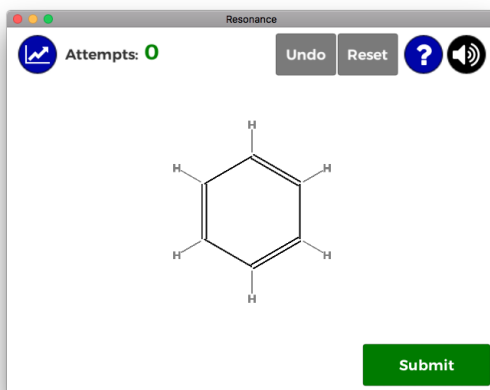 Resonance
Attempts: 0 Undo Reset ?
H
H H
H H
H
Submit